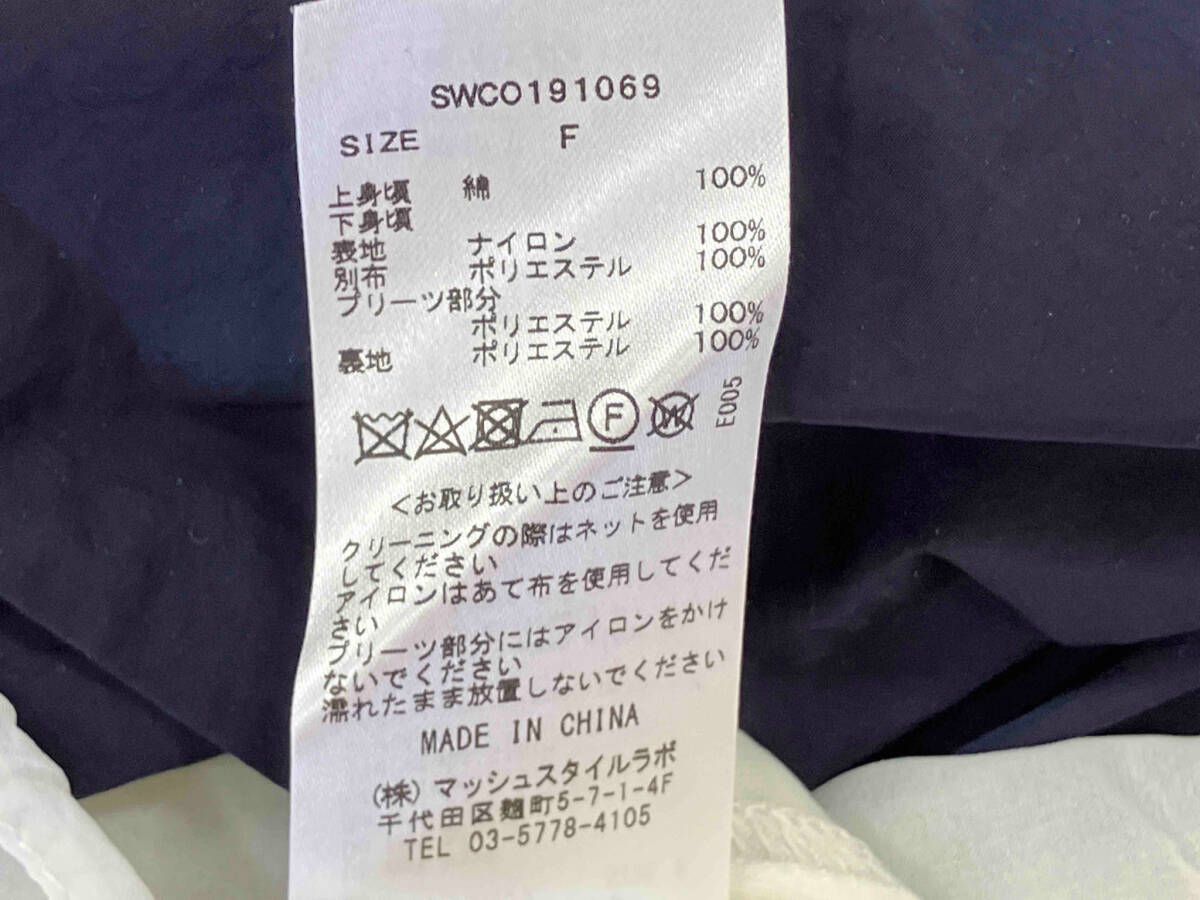 SWCO191069
SIZE F
上身頃 綿 100%
下身頃
表地 ナイロン 100%
別布 ポリエステル 100%
プリーツ部分
ポリエステル 100%
裏地 ポリエステル 100%
F W E005
<お取り扱い上のご注意>
クリーニングの際はネットを使用
してください
アイロンはあて布を使用してくだ
さい
プリーツ部分にはアイロンをかけ
ないでください
濡れたまま放置しないでください
MADE IN CHINA
(株)マッシュスタイルラボ
千代田区麹町5-7-1-4F
TEL 03-5778-4105